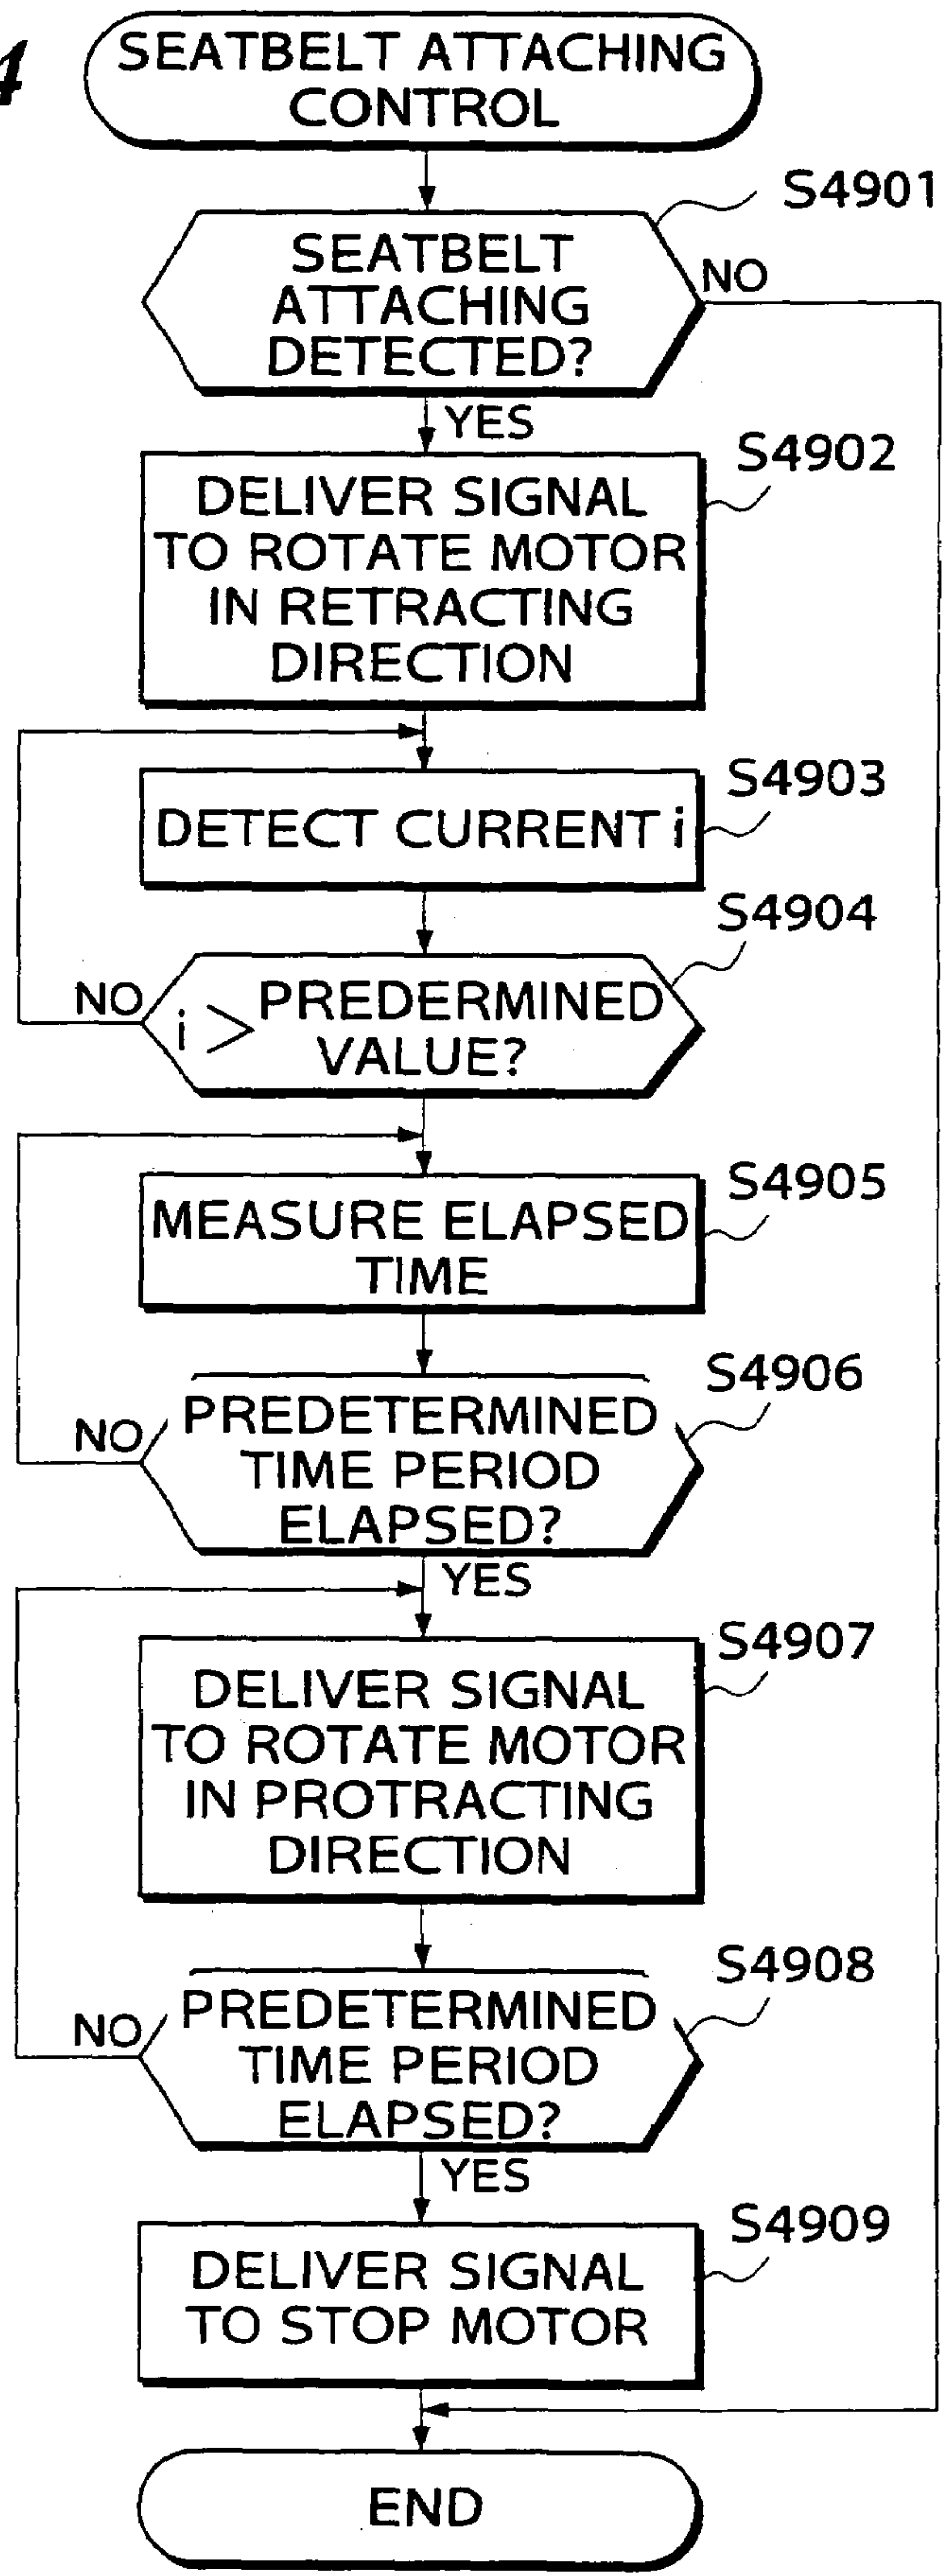 4
SEATBELT ATTACHING
CONTROL
S4901
SEATBELT
ATTACHING
DETECTED?
NO
YES
S4902
DELIVER SIGNAL
TO ROTATE MOTOR
IN RETRACTING
DIRECTION
S4903
DETECT CURRENT i
S4904
NO
i > PREDERMINED
VALUE?
S4905
MEASURE ELAPSED
TIME
S4906
NO
PREDETERMINED
TIME PERIOD
ELAPSED?
YES
S4907
DELIVER SIGNAL
TO ROTATE MOTOR
IN PROTRACTING
DIRECTION
S4908
NO
PREDETERMINED
TIME PERIOD
ELAPSED?
YES
S4909
DELIVER SIGNAL
TO STOP MOTOR
END